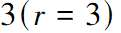 3(r = 3)